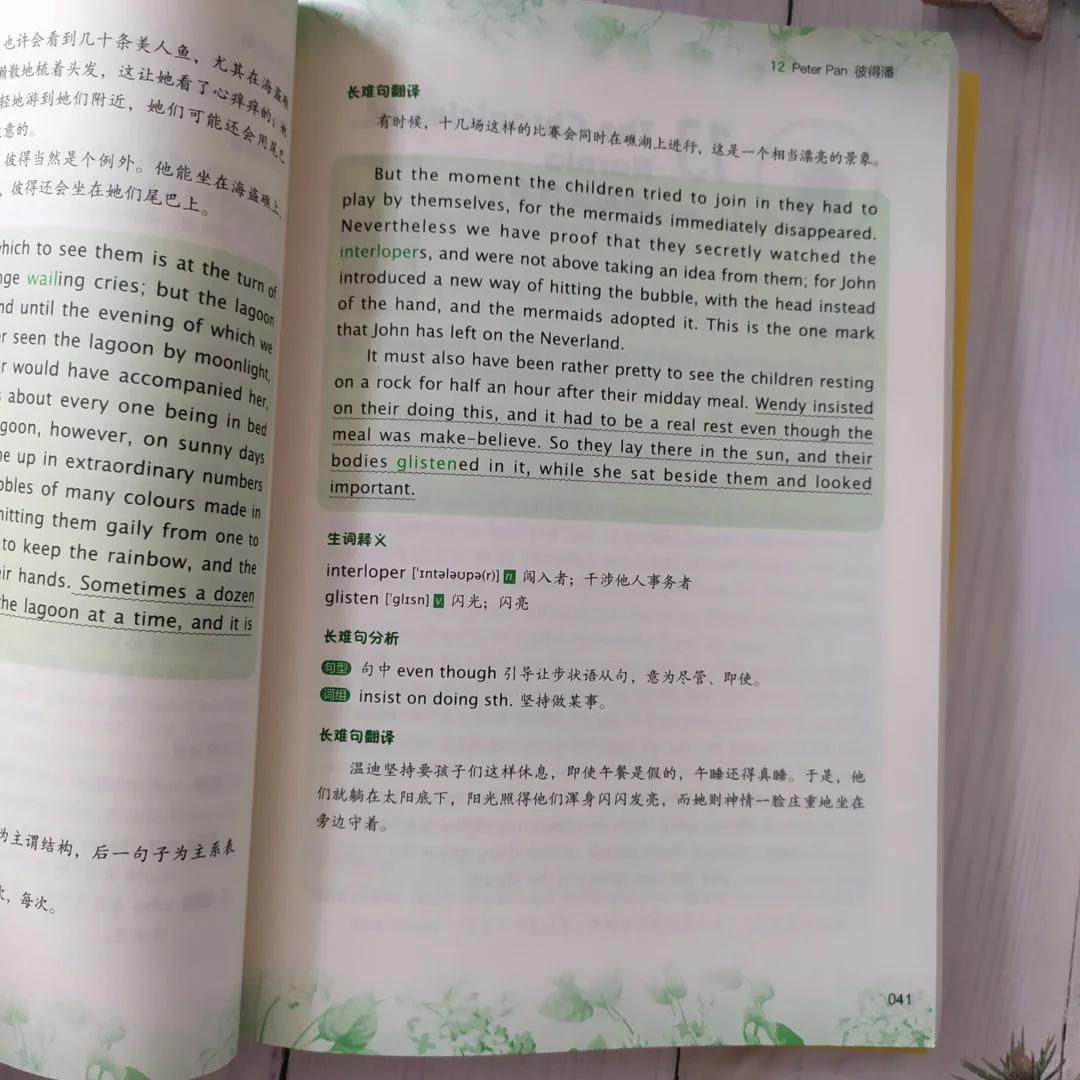 也许会看到几十条美人鱼，尤其在海盗礁
懒散地梳着头发，这让她看了心痒痒的；她
轻地游到她们附近，她们可能还会用尾巴
意的。
彼得当然是个例外。他能坐在海盗礁上，
，彼得还会坐在她们尾巴上。
which to see them is at the turn of
nge wailing cries; but the lagoon
nd until the evening of which we
er seen the lagoon by moonlight,
er would have accompanied her,
s about every one being in bed
goon, however, on sunny days
me up in extraordinary numbers
bbles of many colours made in
hitting them gaily from one to
to keep the rainbow, and the
eir hands. Sometimes a dozen
the lagoon at a time, and it is
为主谓结构，后一句子为主系表
次，每次。
12 Peter Pan 彼得潘
长难句翻译
有时候，十几场这样的比赛会同时在礁湖上进行，这是一个相当漂亮的景象。
But the moment the children tried to join in they had to
play by themselves, for the mermaids immediately disappeared.
Nevertheless we have proof that they secretly watched the
interlopers, and were not above taking an idea from them; for John
introduced a new way of hitting the bubble, with the head instead
of the hand, and the mermaids adopted it. This is the one mark
that John has left on the Neverland.
It must also have been rather pretty to see the children resting
on a rock for half an hour after their midday meal. Wendy insisted
on their doing this, and it had to be a real rest even though the
meal was make-believe. So they lay there in the sun, and their
bodies glistened in it, while she sat beside them and looked
important.
生词释义
interloper [ˈɪntələʊpə(r)] n. 闯入者；干涉他人事务者
glisten [ˈɡlɪsn] v. 闪光；闪亮
长难句分析
句型 句中 even though 引导让步状语从句，意为尽管、即使。
词组 insist on doing sth. 坚持做某事。
长难句翻译
温迪坚持要孩子们这样休息，即使午餐是假的，午睡还得真睡。于是，他
们就躺在太阳底下，阳光照得他们浑身闪闪发亮，而她则神情一脸庄重地坐在
旁边守着。
041